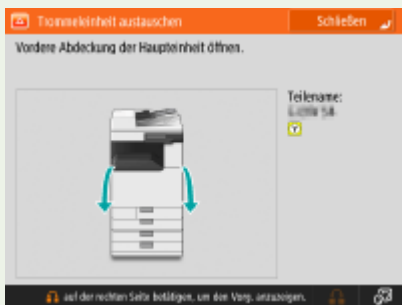 Trommeleinheit austauschen
Schließen
Vordere Abdeckung der Haupteinheit öffnen.
Teilename:
Y
auf der rechten Seite betätigen, um den Vorg. anzuzeigen.